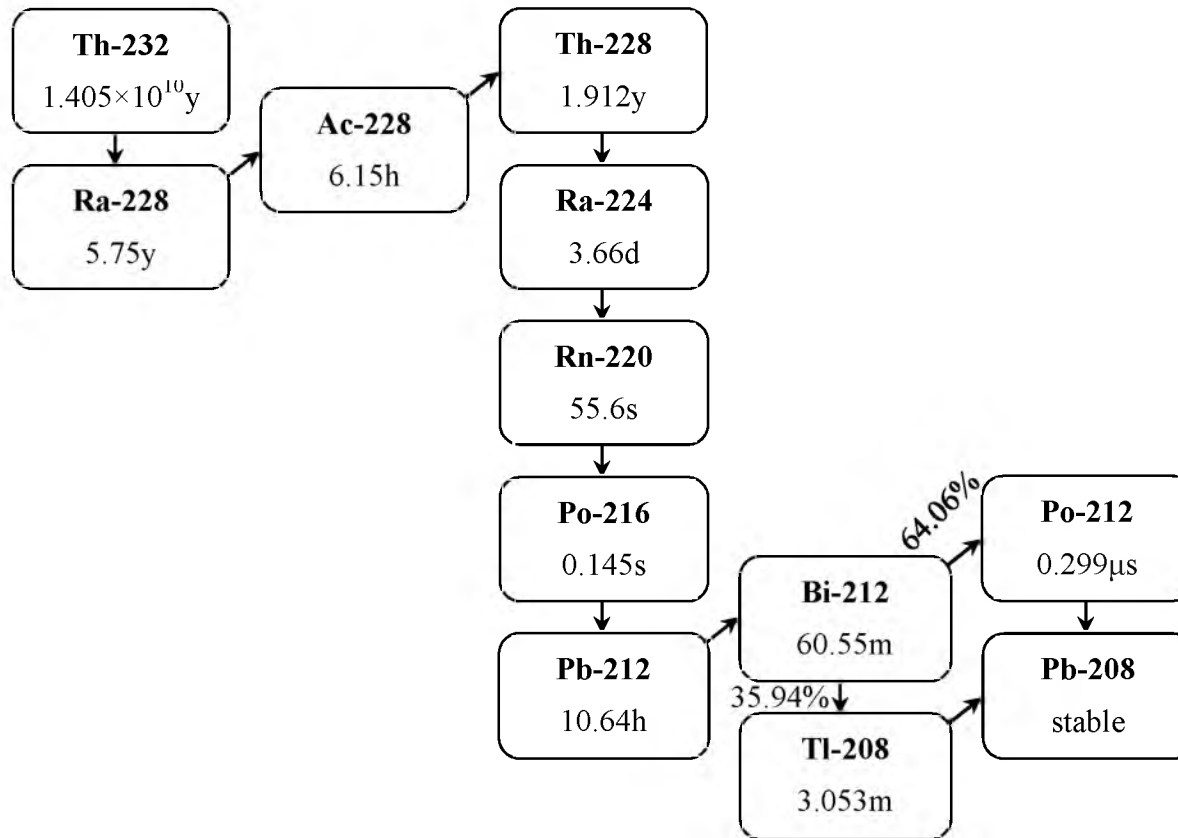 Th-232
1.405×10¹⁰y
Ra-228
5.75y
Ac-228
6.15h
Th-228
1.912y
Ra-224
3.66d
Rn-220
55.6s
Po-216
0.145s
Pb-212
10.64h
Bi-212
60.55m
64.06%
Po-212
0.299μs
35.94%
Tl-208
3.053m
Pb-208
stable